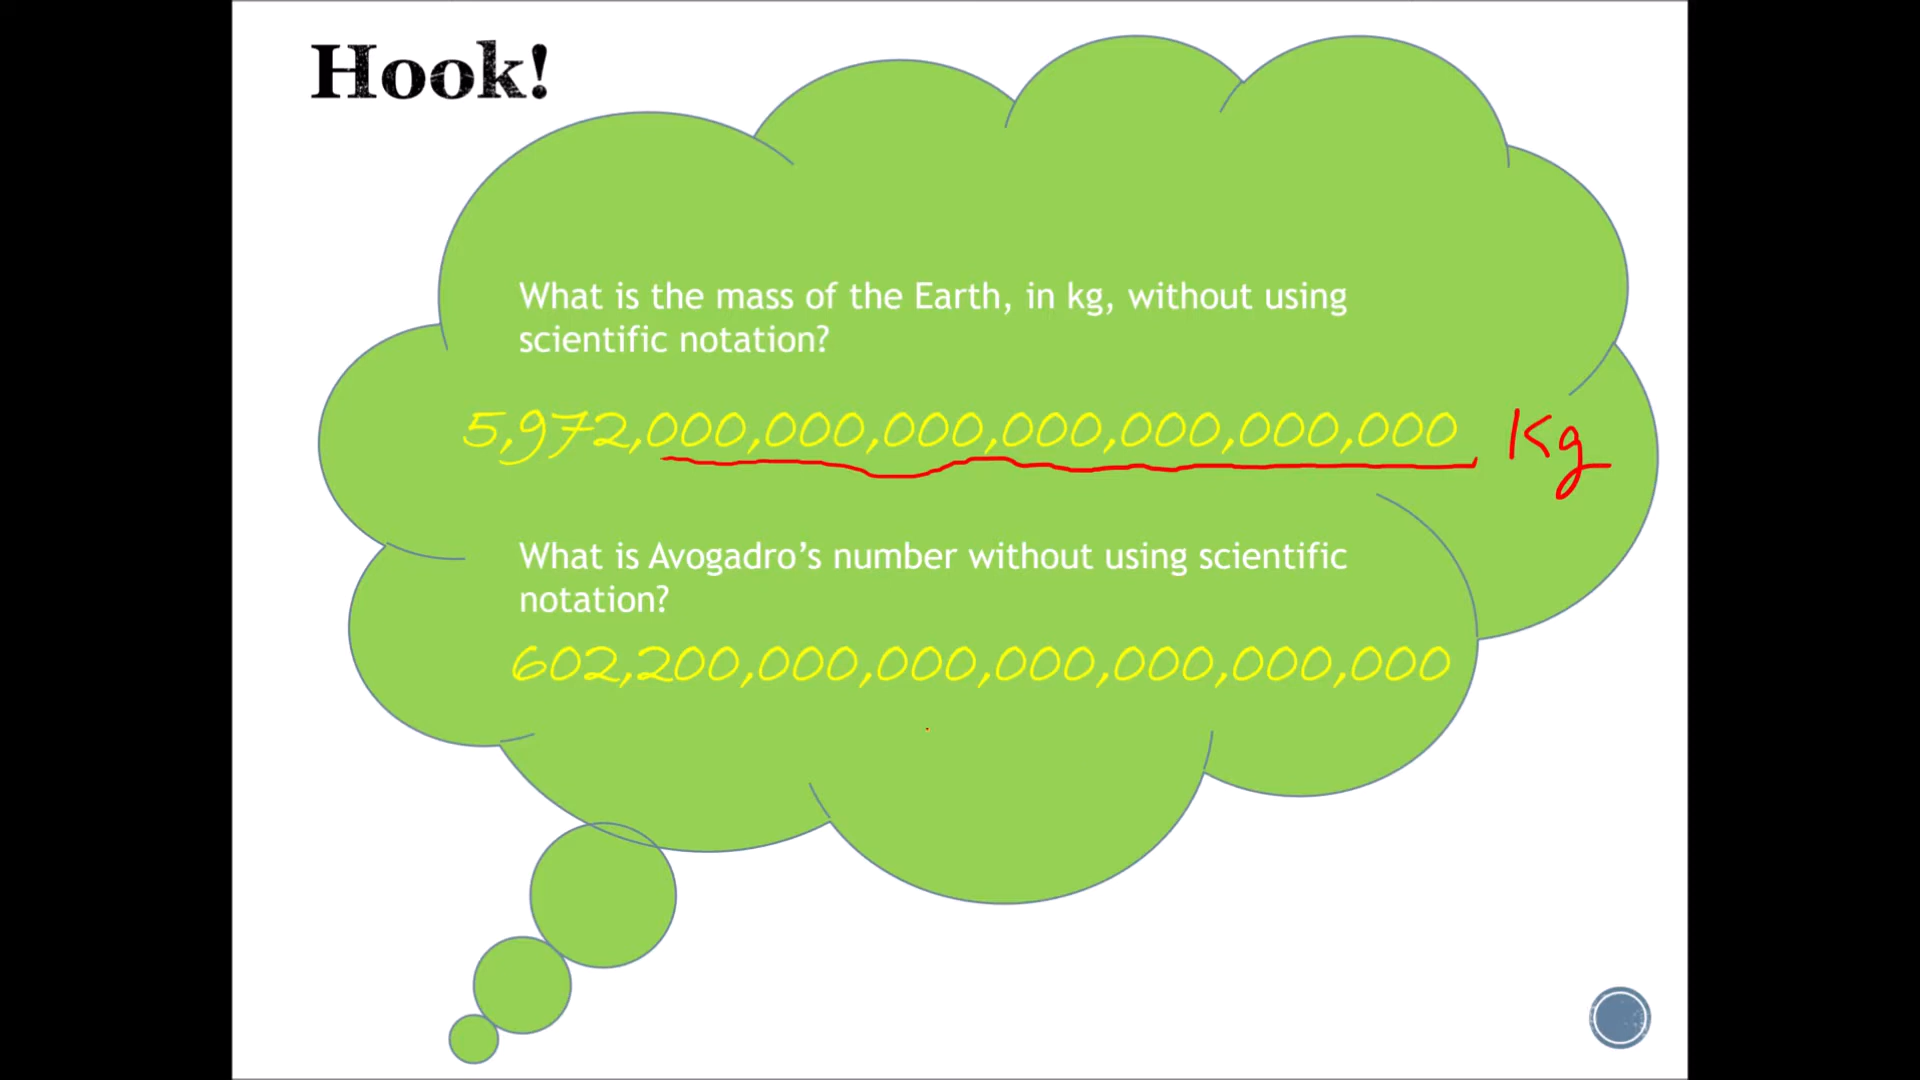 Hook!
What is the mass of the Earth, in kg, without using
scientific notation?
5,972,000,000,000,000,000,000,000 Kg
What is Avogadro’s number without using scientific
notation?
602,200,000,000,000,000,000,000